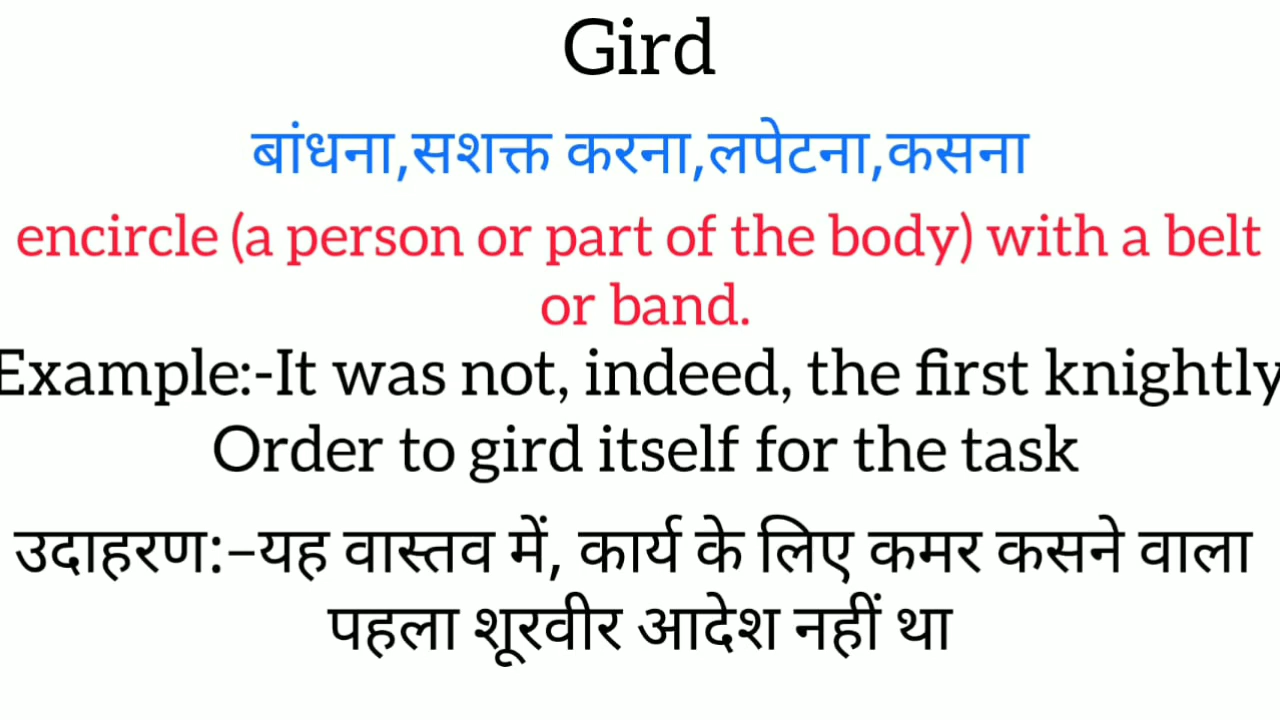 Gird
बांधना,सशक्त करना,लपेटना,कसना
encircle (a person or part of the body) with a belt
or band.
Example:-It was not, indeed, the first knightly
Order to gird itself for the task
उदाहरण:–यह वास्तव में, कार्य के लिए कमर कसने वाला
पहला शूरवीर आदेश नहीं था